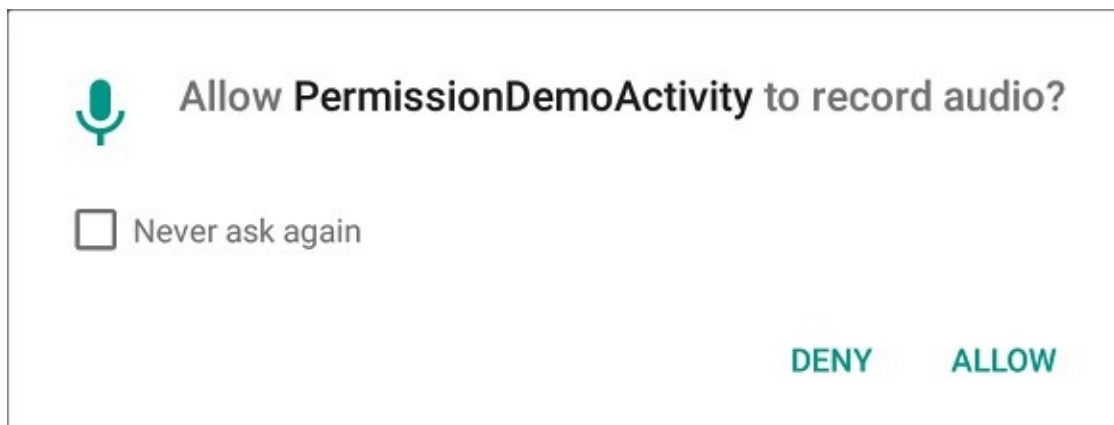 Allow PermissionDemoActivity to record audio?
Never ask again
DENY ALLOW